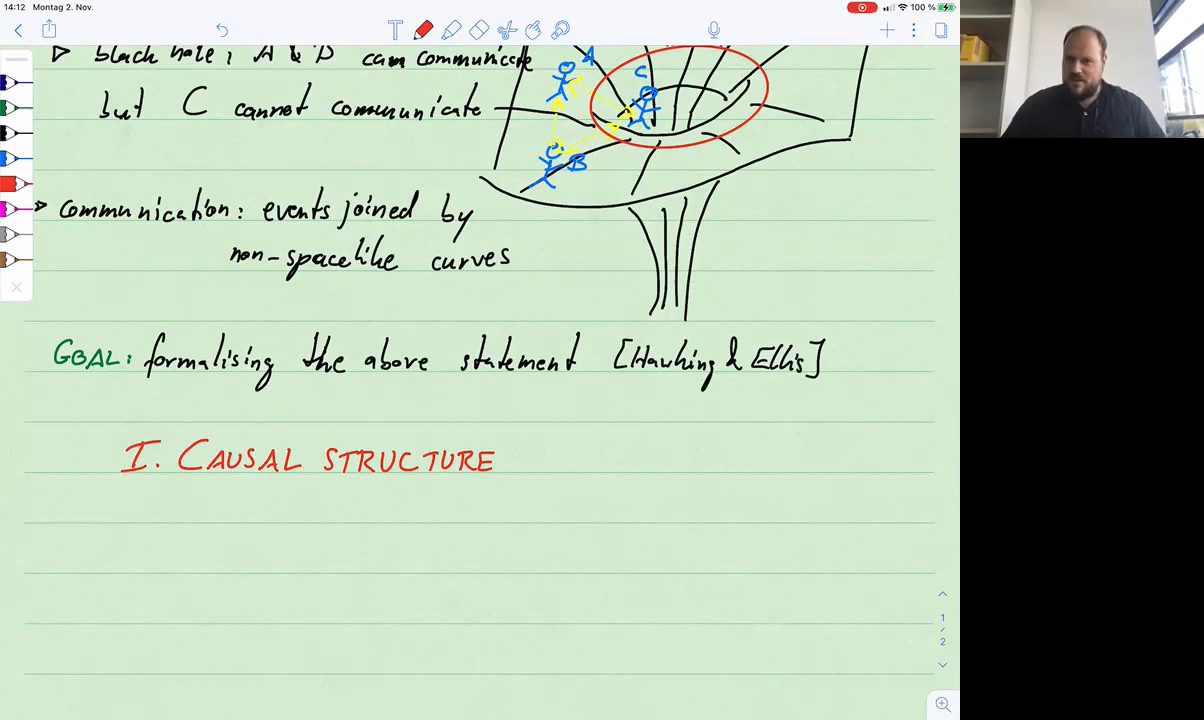 14:12 Montag 2. Nov.
100 %
▷ black hole: A & B can communicate
A
C
but C cannot communicate
B
▷ communication: events joined by
non-spacelike curves
GOAL: formalising the above statement [Hawking & Ellis]
I. CAUSAL STRUCTURE
1
/
2